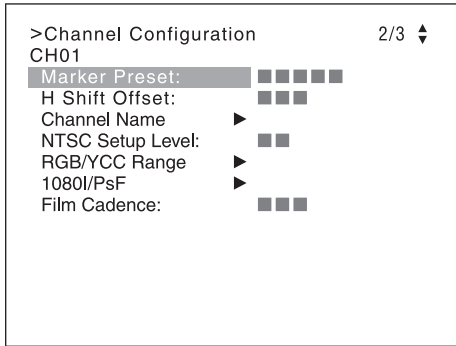 >Channel Configuration 2/3
CH01
Marker Preset: ■■■■■
H Shift Offset: ■■■
Channel Name ▶
NTSC Setup Level: ■■
RGB/YCC Range ▶
1080I/PsF ▶
Film Cadence: ■■■